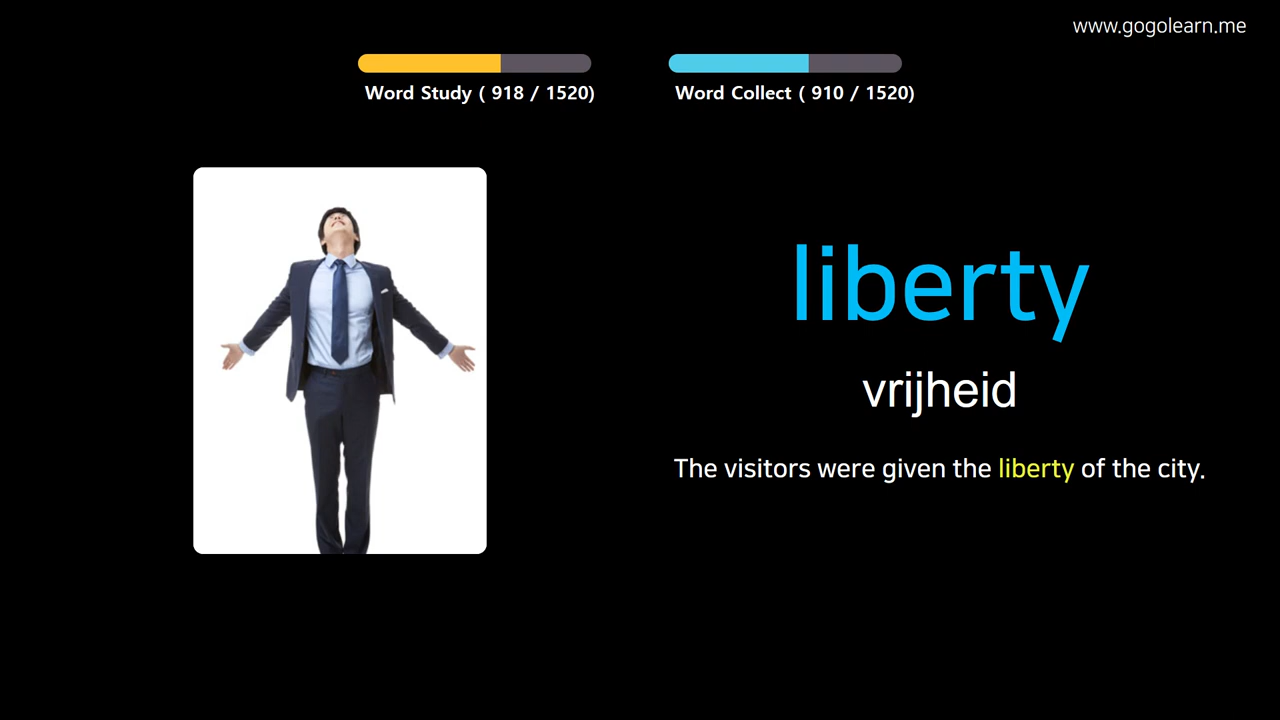 www.gogolearn.me
Word Study ( 918 / 1520)
Word Collect ( 910 / 1520)
liberty
vrijheid
The visitors were given the liberty of the city.